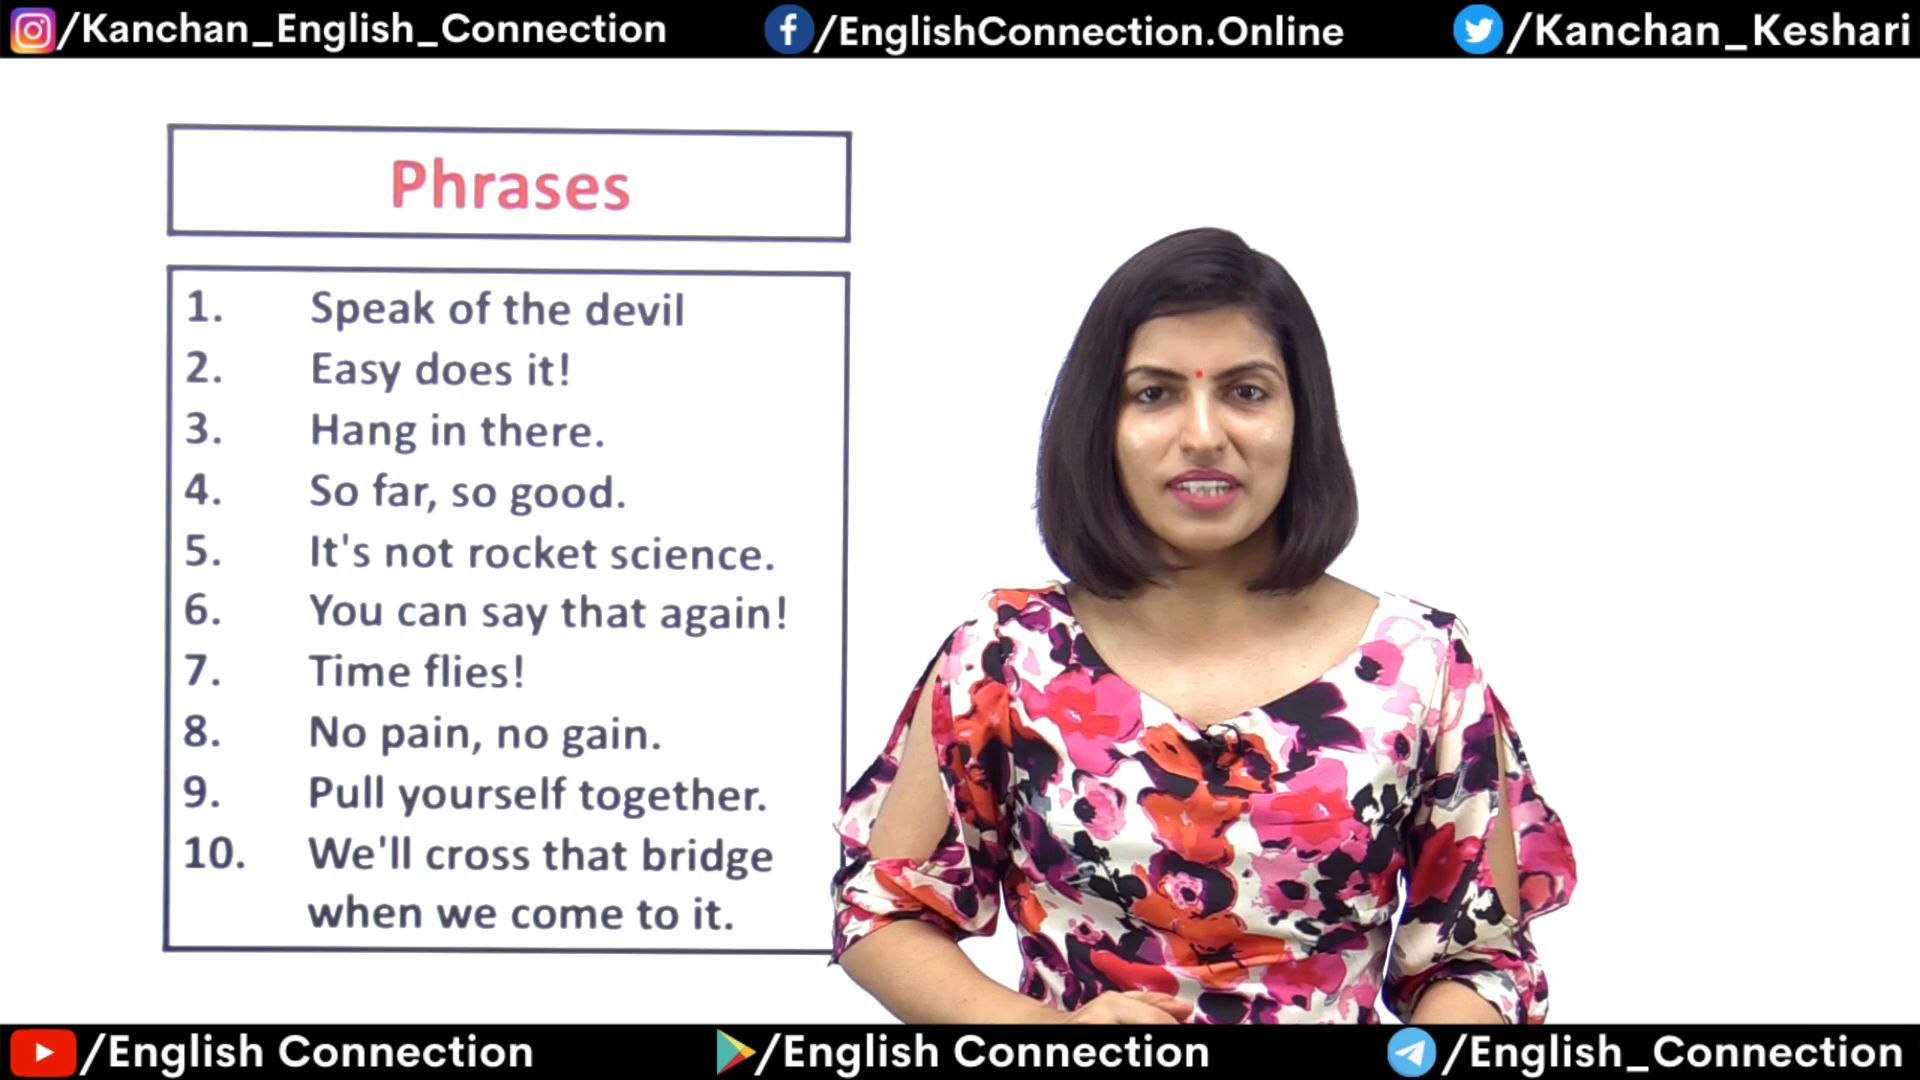 /Kanchan_English_Connection
/EnglishConnection.Online
/Kanchan_Keshari
Phrases
1. Speak of the devil
2. Easy does it!
3. Hang in there.
4. So far, so good.
5. It's not rocket science.
6. You can say that again!
7. Time flies!
8. No pain, no gain.
9. Pull yourself together.
10. We'll cross that bridge
when we come to it.
/English Connection
/English Connection
/English_Connection